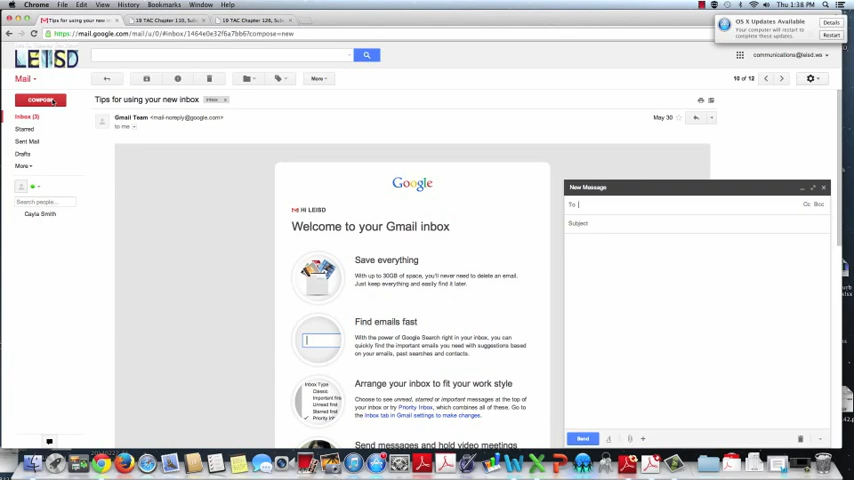 Chrome File Edit View History Bookmarks Window Help
Thu 1:38 PM
Tips for using your new in
19 TAC Chapter 110, S
19 TAC Chapter 126, S
https://mail.google.com/mail/u/0/#inbox/1464e0e32f6a7bb6?compose=new
OS X Updates Available
Your computer will restart to complete these updates.
Details
Restart
LEISD
communications@leisd.ws
Mail
More
10 of 12
COMPOSE
Tips for using your new inbox
Inbox x
Inbox (3)
Starred
Sent Mail
Drafts
More
Gmail Team <mail-noreply@google.com>
to me
May 30
Search people...
Cayla Smith
Google
Hi LEISD
Welcome to your Gmail inbox
Save everything
With up to 30GB of space, you'll never need to delete an email.
Just keep everything and easily find it later.
Find emails fast
With the power of Google Search right in your inbox, you can
quickly find the important emails you need with suggestions based
on your emails, past searches and contacts.
Inbox Type
Classic
Important fir
Unread first
Starred first
Priority Inf
Arrange your inbox to fit your work style
Choose to see unread, starred or important messages at the top
of your inbox or try Priority Inbox, which combines all of these. Go to
the Inbox tab in Gmail settings to make changes.
Send messages and hold video meetings
New Message
To
Cc Bcc
Subject
Send